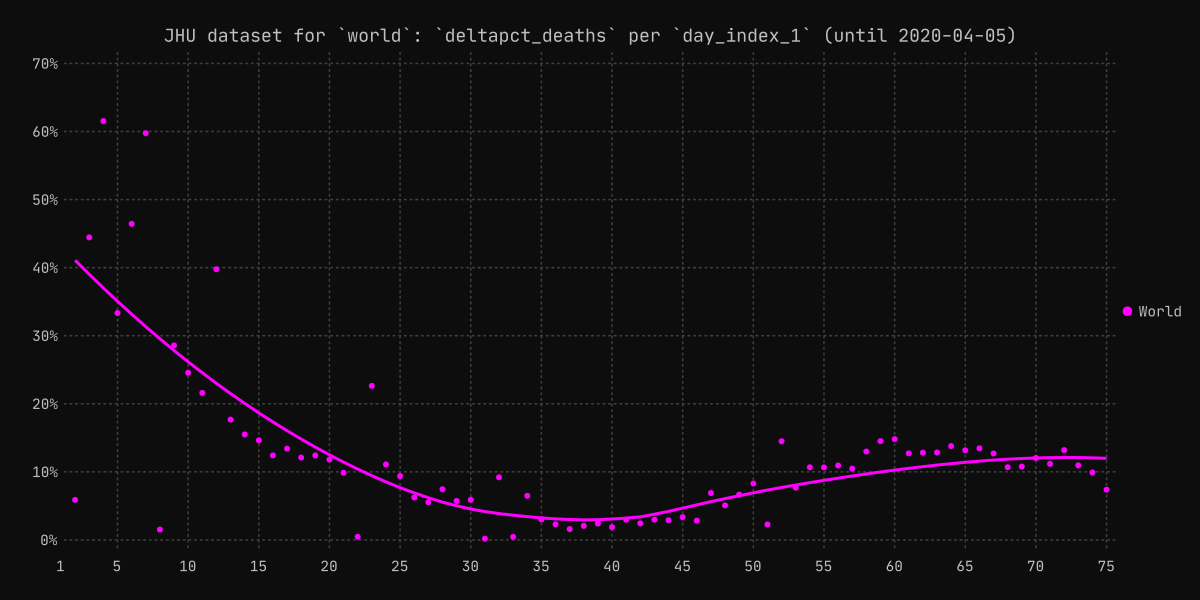 JHU dataset for `world`: `deltapct_deaths` per `day_index_1` (until 2020-04-05)
70%
60%
50%
40%
30%
20%
10%
0%
1 5 10 15 20 25 30 35 40 45 50 55 60 65 70 75
World